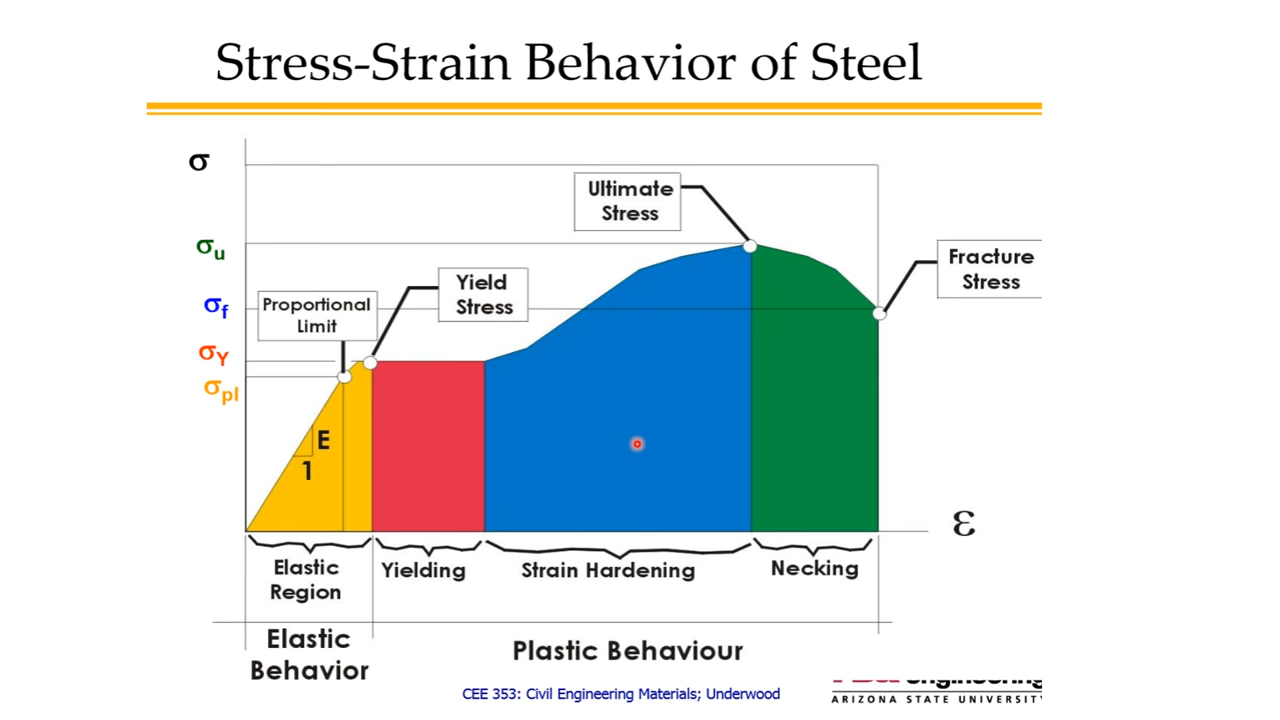 Stress-Strain Behavior of Steel
σ
Ultimate
Stress
σu
Fracture
Stress
Yield
Stress
σf
Proportional
Limit
σY
σpl
E
1
ε
Elastic
Region
Yielding
Strain Hardening
Necking
Elastic
Behavior
Plastic Behaviour
CEE 353: Civil Engineering Materials; Underwood
engineering
ARIZONA STATE UNIVERSITY